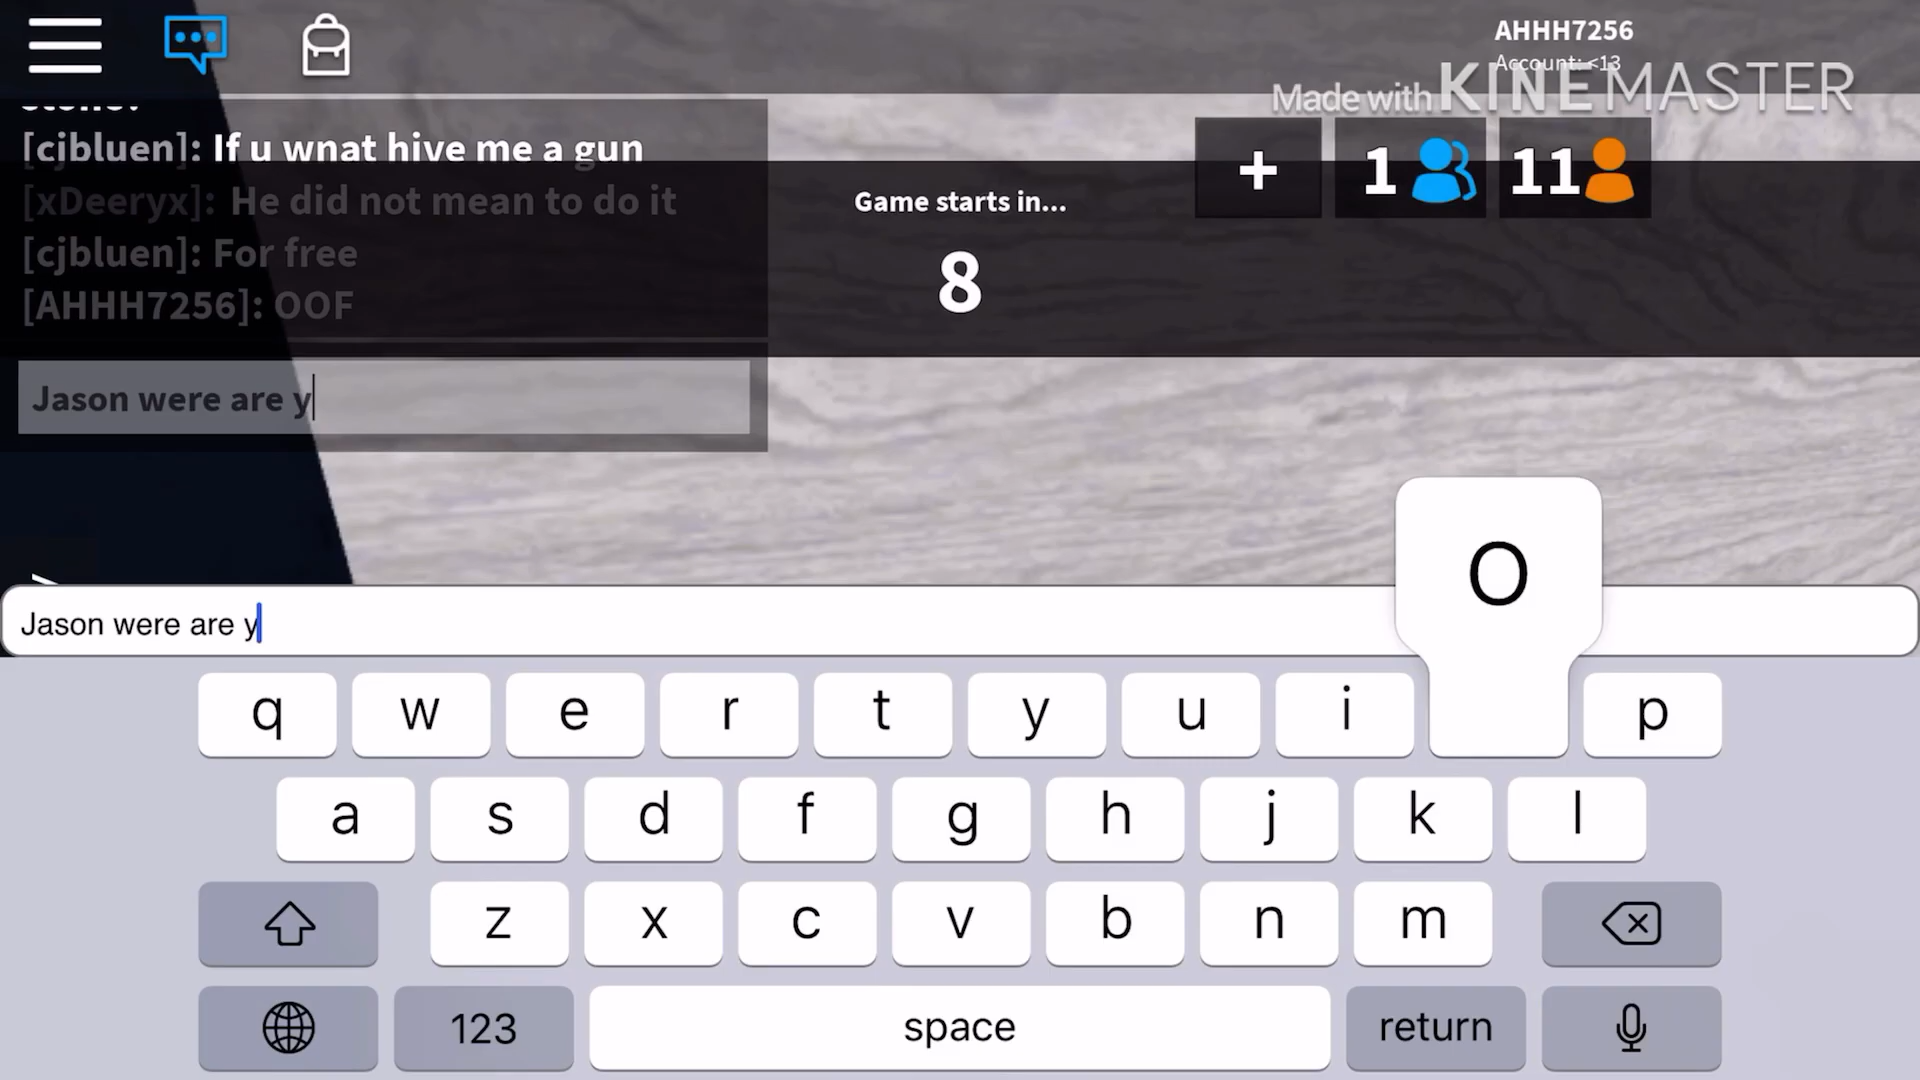 AHHH7256
Account: <13
Made with KINEMASTER
[cjbluen]: If u wnat hive me a gun
[xDeeryx]: He did not mean to do it
[cjbluen]: For free
[AHHH7256]: OOF
Game starts in...
8
+ 1 11
Jason were are y
Jason were are y
O
q w e r t y u i p
a s d f g h j k l
z x c v b n m
123 space return